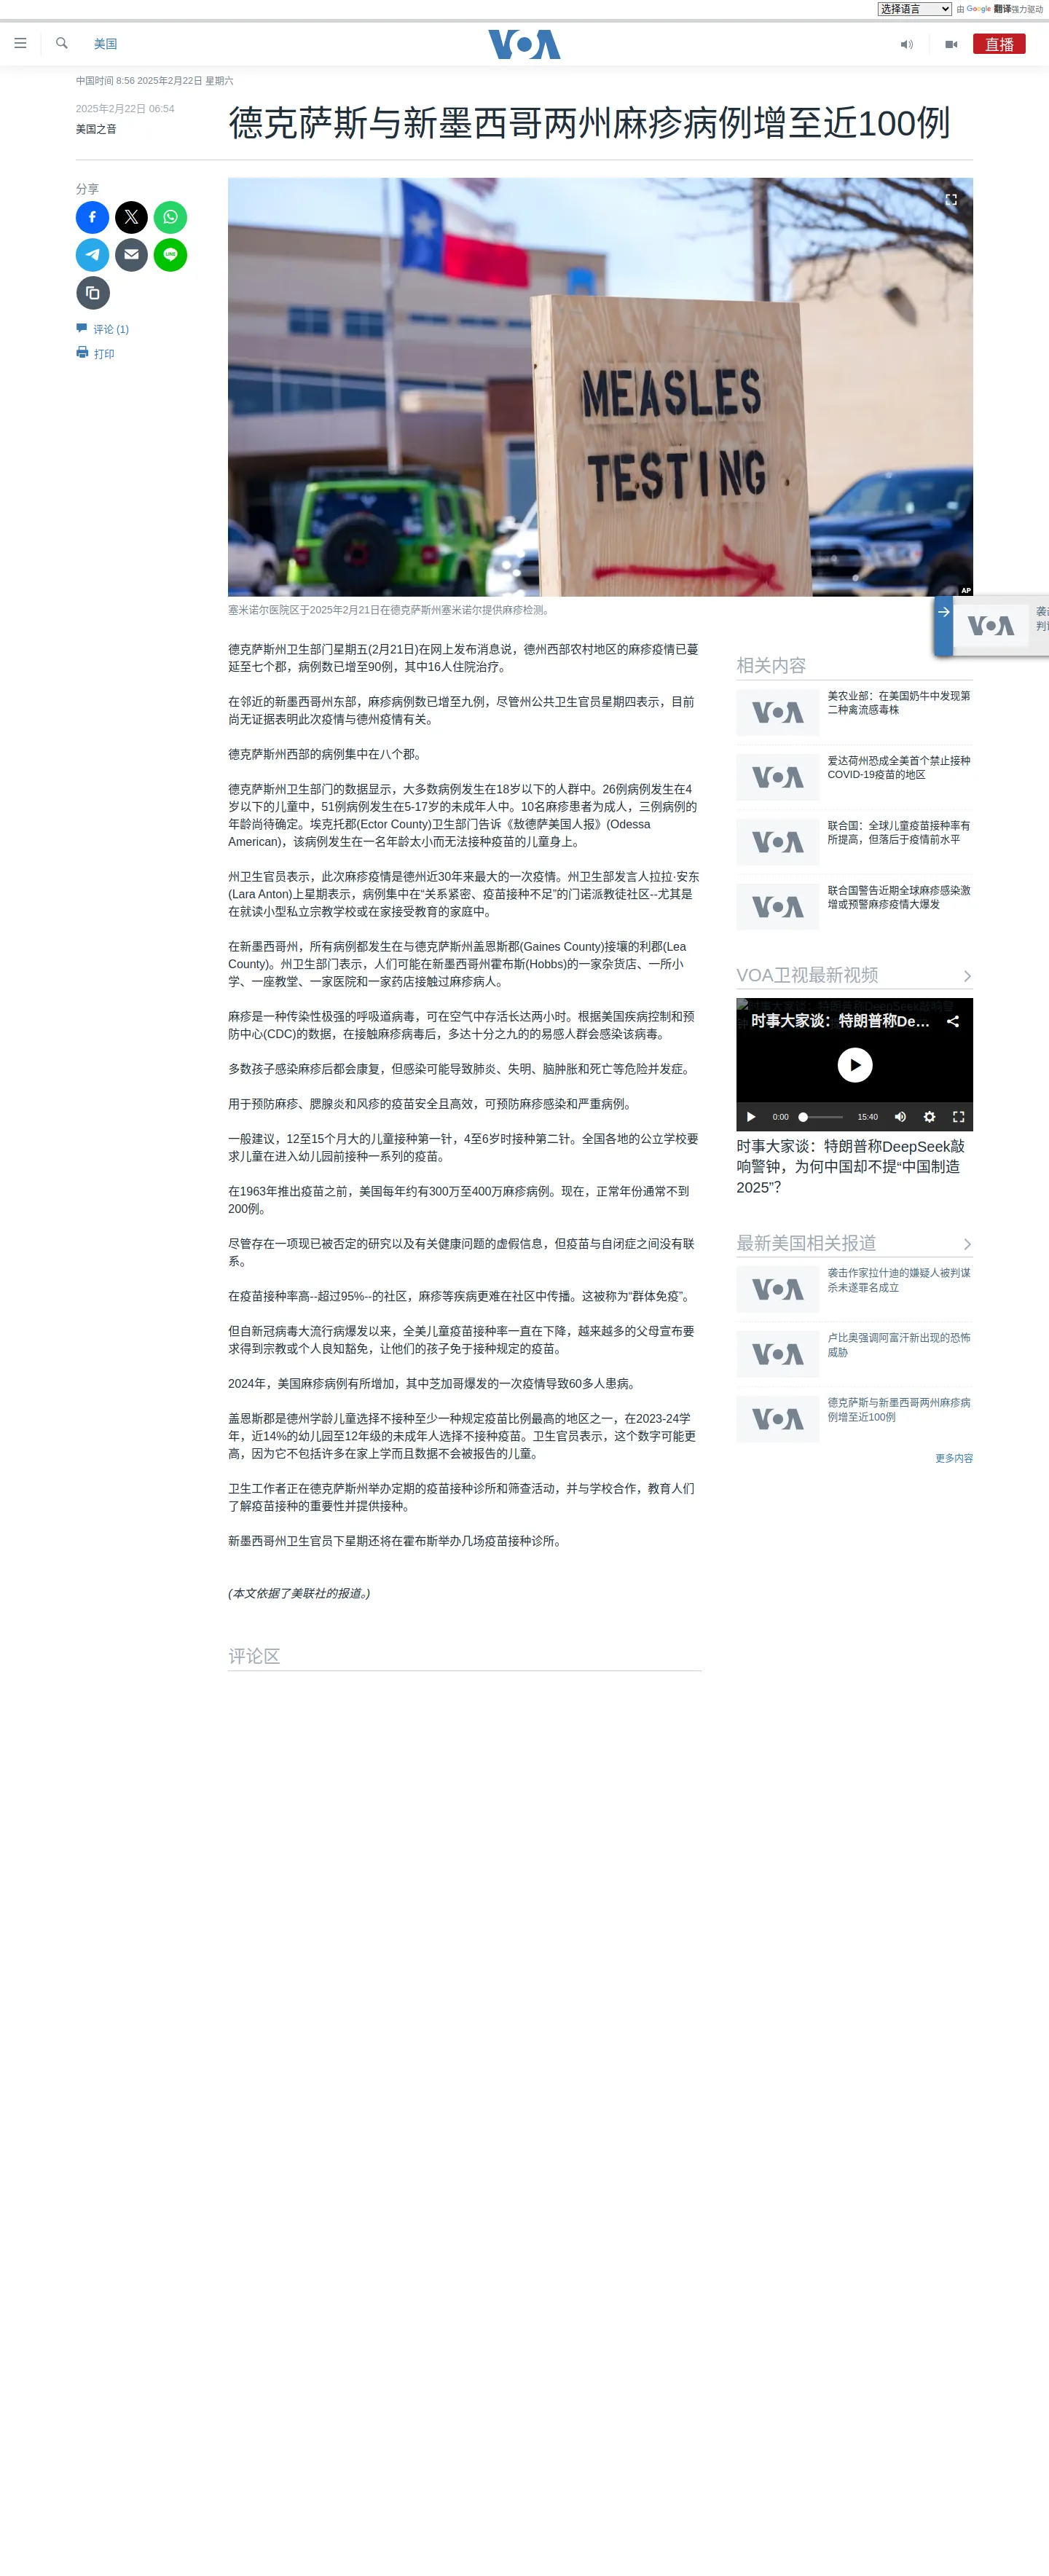 选择语言
由 Google 翻译强力驱动
美国
VOA
直播
中国时间 8:56 2025年2月22日 星期六
2025年2月22日 06:54
美国之音
德克萨斯与新墨西哥两州麻疹病例增至近100例
分享
评论 (1)
打印
MEASLES
TESTING
AP
塞米诺尔医院区于2025年2月21日在德克萨斯州塞米诺尔提供麻疹检测。
VOA
德克萨斯州卫生部门星期五(2月21日)在网上发布消息说，德州西部农村地区的麻疹疫情已蔓
延至七个郡，病例数已增至90例，其中16人住院治疗。
在邻近的新墨西哥州东部，麻疹病例数已增至九例，尽管公共卫生官员星期四表示，目前
尚无证据表明此次疫情与德州疫情有关。
德克萨斯州西部的病例集中在八个郡。
德克萨斯州卫生部门的数据显示，大多数病例发生在18岁以下的人群中。26例病例发生在4
岁以下的儿童中，51例病例发生在5-17岁的未成年人中。10名麻疹患者为成人，三例病例的
年龄尚待确定。埃克托郡(Ector County)卫生部门告诉《敖德萨美国人报》(Odessa
American)，该病例发生在一名年龄太小而无法接种疫苗的儿童身上。
州卫生官员表示，此次麻疹疫情是德州近30年来最大的一次疫情。州卫生部发言人拉拉·安东
(Lara Anton)上星期表示，病例集中在“关系紧密、疫苗接种不足”的门诺派教徒社区--尤其是
在就读小型私立宗教学校或在家接受教育的家庭中。
在新墨西哥州，所有病例都发生在与德克萨斯州盖恩斯郡(Gaines County)接壤的利郡(Lea
County)。州卫生部门表示，人们可能在新墨西哥州霍布斯(Hobbs)的一家杂货店、一所小
学、一座教堂、一家医院和一家药店接触过麻疹病人。
麻疹是一种传染性极强的呼吸道病毒，可在空气中存活长达两小时。根据美国疾病控制和预
防中心(CDC)的数据，在接触麻疹病毒后，多达十分之九的的易感人群会感染该病毒。
多数孩子感染麻疹后都会康复，但感染可能导致肺炎、失明、脑肿胀和死亡等危险并发症。
用于预防麻疹、腮腺炎和风疹的疫苗安全且高效，可预防麻疹感染和严重病例。
一般建议，12至15个月大的儿童接种第一针，4至6岁时接种第二针。全国各地的公立学校要
求儿童在进入幼儿园前接种一系列的疫苗。
在1963年推出疫苗之前，美国每年约有300万至400万麻疹病例。现在，正常年份通常不到
200例。
尽管存在一项现已被否定的研究以及有关健康问题的虚假信息，但疫苗与自闭症之间没有联
系。
在疫苗接种率高--超过95%--的社区，麻疹等疾病更难在社区中传播。这被称为“群体免疫”。
但自新冠病毒大流行病爆发以来，全美儿童疫苗接种率一直在下降，越来越多的父母宣布要
求得到宗教或个人良知豁免，让他们的孩子免于接种规定的疫苗。
2024年，美国麻疹病例有所增加，其中芝加哥爆发的一次疫情导致60多人患病。
盖恩斯郡是德州学龄儿童选择不接种至少一种规定疫苗比例最高的地区之一，在2023-24学
年，近14%的幼儿园至12年级的未成年人选择不接种疫苗。卫生官员表示，这个数字可能更
高，因为它不包括许多在家上学而且数据不会被报告的儿童。
卫生工作者正在德克萨斯州举办定期的疫苗接种诊所和筛查活动，并与学校合作，教育人们
了解疫苗接种的重要性并提供接种。
新墨西哥州卫生官员下星期还将在霍布斯举办几场疫苗接种诊所。
(本文依据了美联社的报道。)
评论区
相关内容
VOA
美农业部：在美国奶牛中发现第
二种禽流感毒株
VOA
爱达荷州恐成全美首个禁止接种
COVID-19疫苗的地区
VOA
联合国：全球儿童疫苗接种率有
所提高，但落后于疫情前水平
VOA
联合国警告近期全球麻疹感染激
增或预警麻疹疫情大爆发
VOA卫视最新视频
时事大家谈：特朗普称De...
0:00
15:40
时事大家谈：特朗普称DeepSeek敲
响警钟，为何中国却不提“中国制造
2025”？
最新美国相关报道
VOA
袭击作家拉什迪的嫌疑人被判谋
杀未遂罪名成立
VOA
卢比奥强调阿富汗新出现的恐怖
威胁
VOA
德克萨斯与新墨西哥两州麻疹病
例增至近100例
更多内容